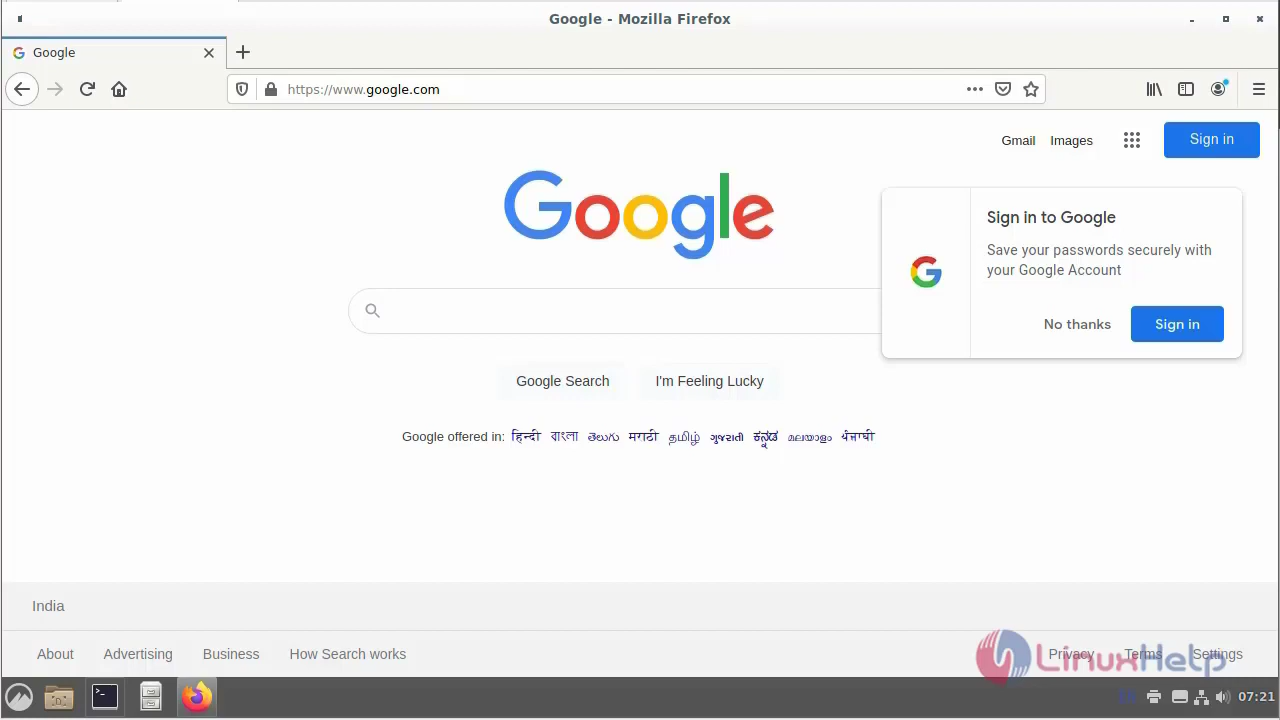 Google - Mozilla Firefox
Google
https://www.google.com
Gmail Images Sign in
Google
Sign in to Google
Save your passwords securely with
your Google Account
No thanks Sign in
Google Search I'm Feeling Lucky
Google offered in: हिन्दी বাংলা తెలుగు मराठी தமிழ் ગુજરાતી ಕನ್ನಡ മലയാളം ਪੰਜਾਬੀ
India
About Advertising Business How Search works Privacy Terms Settings
LinuxHelp
07:21